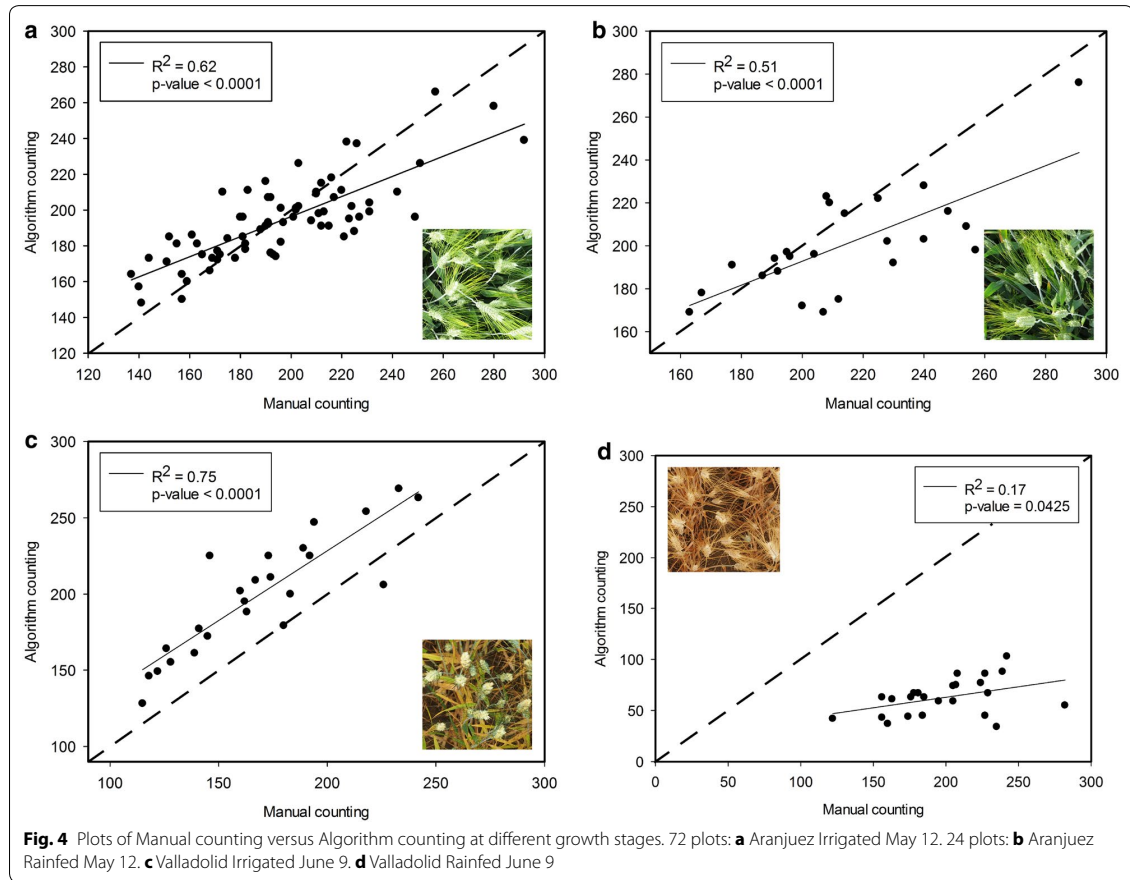 a
300
280
260
240
220
200
180
160
140
120
R2 = 0.62
p-value < 0.0001
Algorithm counting
120 140 160 180 200 220 240 260 280 300
Manual counting
b
300
280
260
240
220
200
180
160
R2 = 0.51
p-value < 0.0001
Algorithm counting
160 180 200 220 240 260 280 300
Manual counting
c
300
250
200
150
100
R2 = 0.75
p-value < 0.0001
Algorithm counting
100 150 200 250 300
Manual counting
d
300
250
200
150
100
50
0
R2 = 0.17
p-value = 0.0425
Algorithm counting
0 50 100 150 200 250 300
Manual counting
Fig. 4 Plots of Manual counting versus Algorithm counting at different growth stages. 72 plots: a Aranjuez Irrigated May 12. 24 plots: b Aranjuez
Rainfed May 12. c Valladolid Irrigated June 9. d Valladolid Rainfed June 9